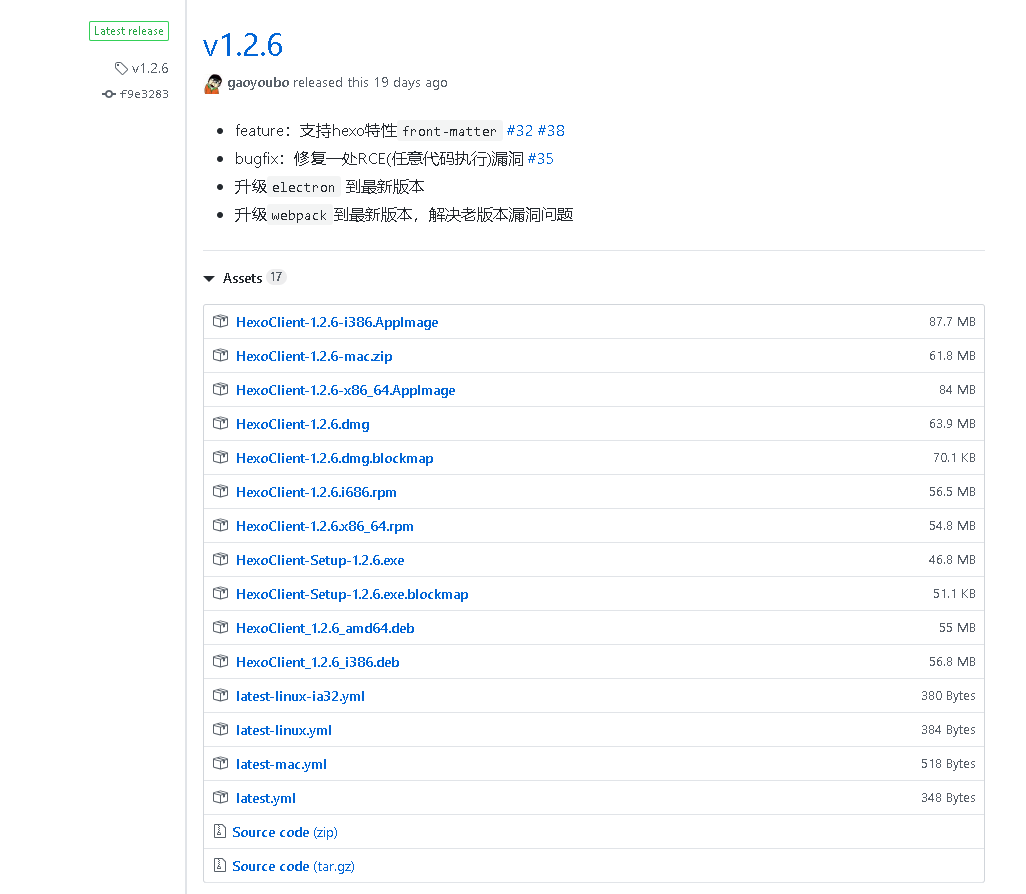 Latest release
v1.2.6
f9e3283
v1.2.6
gaoyoubo released this 19 days ago
feature：支持hexo特性 front-matter #32 #38
bugfix：修复一处RCE(任意代码执行)漏洞 #35
升级 electron 到最新版本
升级 webpack 到最新版本，解决老版本漏洞问题
Assets 17
HexoClient-1.2.6-i386.AppImage 87.7 MB
HexoClient-1.2.6-mac.zip 61.8 MB
HexoClient-1.2.6-x86_64.AppImage 84 MB
HexoClient-1.2.6.dmg 63.9 MB
HexoClient-1.2.6.dmg.blockmap 70.1 KB
HexoClient-1.2.6.i686.rpm 56.5 MB
HexoClient-1.2.6.x86_64.rpm 54.8 MB
HexoClient-Setup-1.2.6.exe 46.8 MB
HexoClient-Setup-1.2.6.exe.blockmap 51.1 KB
HexoClient_1.2.6_amd64.deb 55 MB
HexoClient_1.2.6_i386.deb 56.8 MB
latest-linux-ia32.yml 380 Bytes
latest-linux.yml 384 Bytes
latest-mac.yml 518 Bytes
latest.yml 348 Bytes
Source code (zip)
Source code (tar.gz)